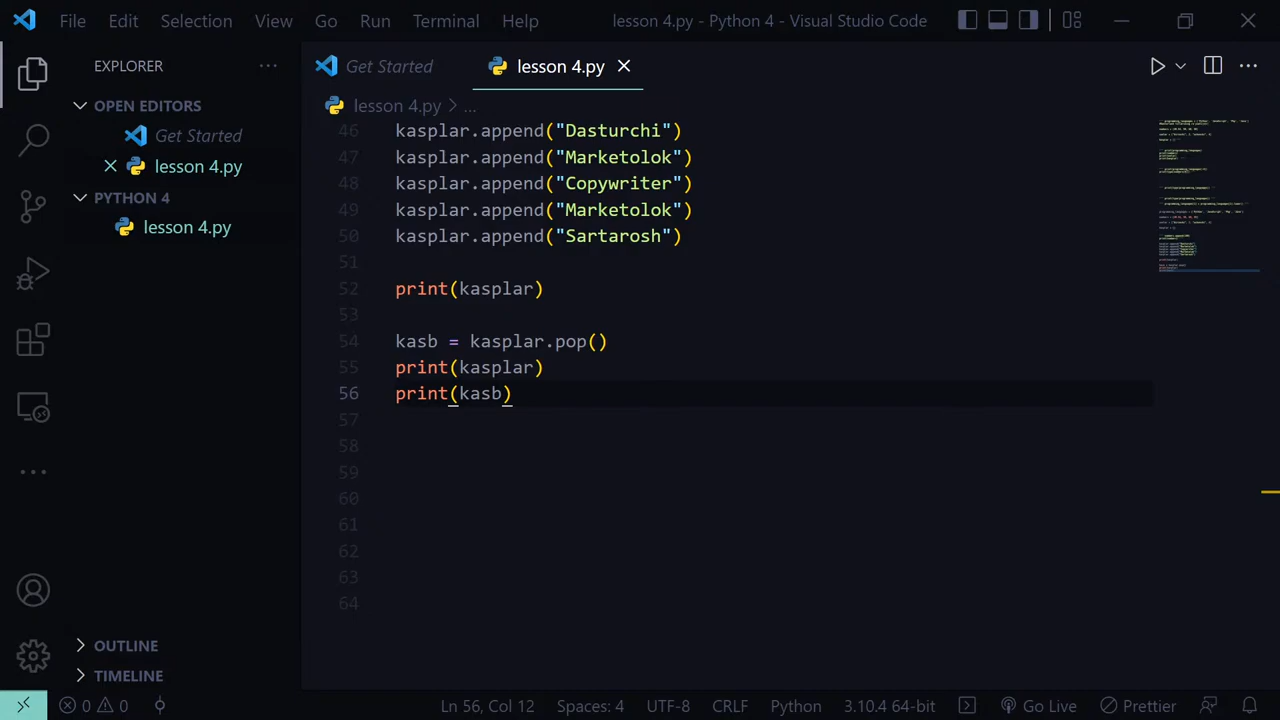 File Edit Selection View Go Run Terminal Help lesson 4.py - Python 4 - Visual Studio Code
EXPLORER
OPEN EDITORS
Get Started
lesson 4.py
PYTHON 4
lesson 4.py
OUTLINE
TIMELINE
Get Started lesson 4.py
lesson 4.py > ...
46 kasplar.append("Dasturchi")
47 kasplar.append("Marketolok")
48 kasplar.append("Copywriter")
49 kasplar.append("Marketolok")
50 kasplar.append("Sartarosh")
51
52 print(kasplar)
53
54 kasb = kasplar.pop()
55 print(kasplar)
56 print(kasb)
57
58
59
60
61
62
63
64
0 0 Ln 56, Col 12 Spaces: 4 UTF-8 CRLF Python 3.10.4 64-bit Go Live Prettier